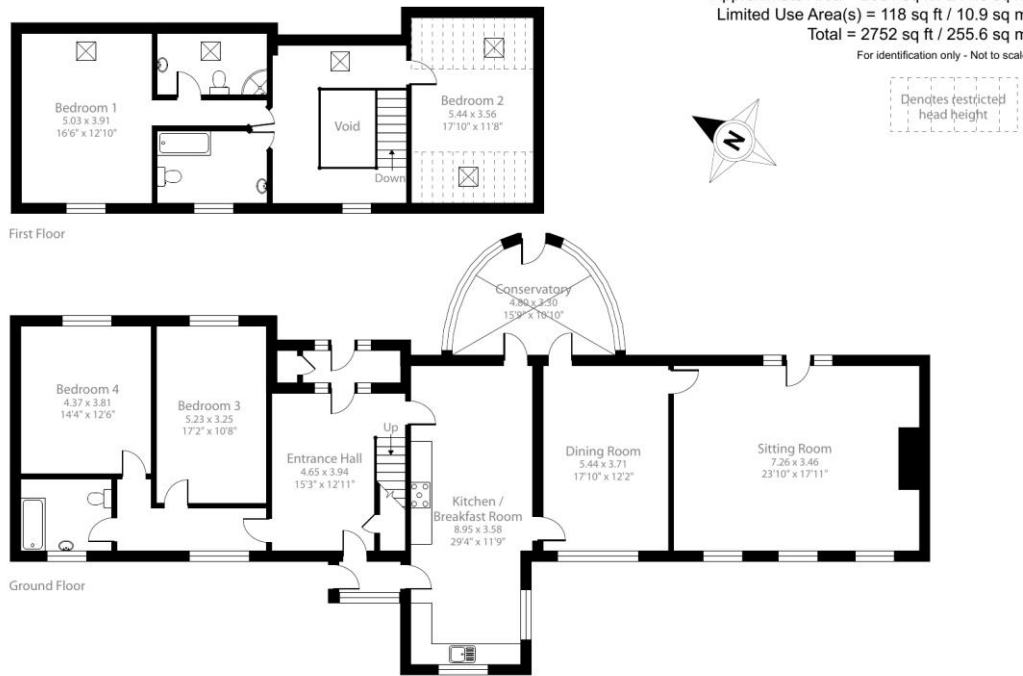 Limited Use Area(s) = 118 sq ft / 10.9 sq m
Total = 2752 sq ft / 255.6 sq m
For identification only - Not to scale
Denotes restricted
head height
N
Bedroom 1
5.03 x 3.91
16'6" x 12'10"
Void
Down
Bedroom 2
5.44 x 3.56
17'10" x 11'8"
First Floor
Conservatory
4.80 x 3.30
15'9" x 10'10"
Bedroom 4
4.37 x 3.81
14'4" x 12'6"
Bedroom 3
5.23 x 3.25
17'2" x 10'8"
Entrance Hall
4.65 x 3.94
15'3" x 12'11"
Up
Kitchen /
Breakfast Room
8.95 x 3.58
29'4" x 11'9"
Dining Room
5.44 x 3.71
17'10" x 12'2"
Sitting Room
7.26 x 3.46
23'10" x 17'11"
Ground Floor